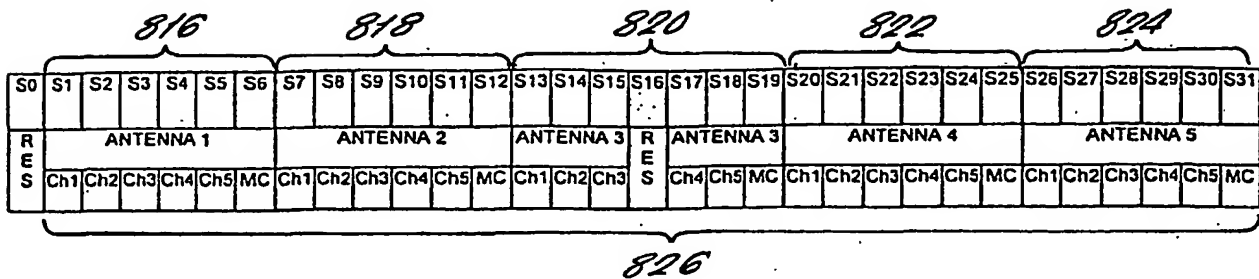 816 818 820 822 824
S0 S1 S2 S3 S4 S5 S6 S7 S8 S9 S10 S11 S12 S13 S14 S15 S16 S17 S18 S19 S20 S21 S22 S23 S24 S25 S26 S27 S28 S29 S30 S31
RES ANTENNA 1 ANTENNA 2 ANTENNA 3 RES ANTENNA 3 ANTENNA 4 ANTENNA 5
Ch1 Ch2 Ch3 Ch4 Ch5 MC Ch1 Ch2 Ch3 Ch4 Ch5 MC Ch1 Ch2 Ch3 Ch4 Ch5 MC Ch1 Ch2 Ch3 Ch4 Ch5 MC Ch1 Ch2 Ch3 Ch4 Ch5 MC
826